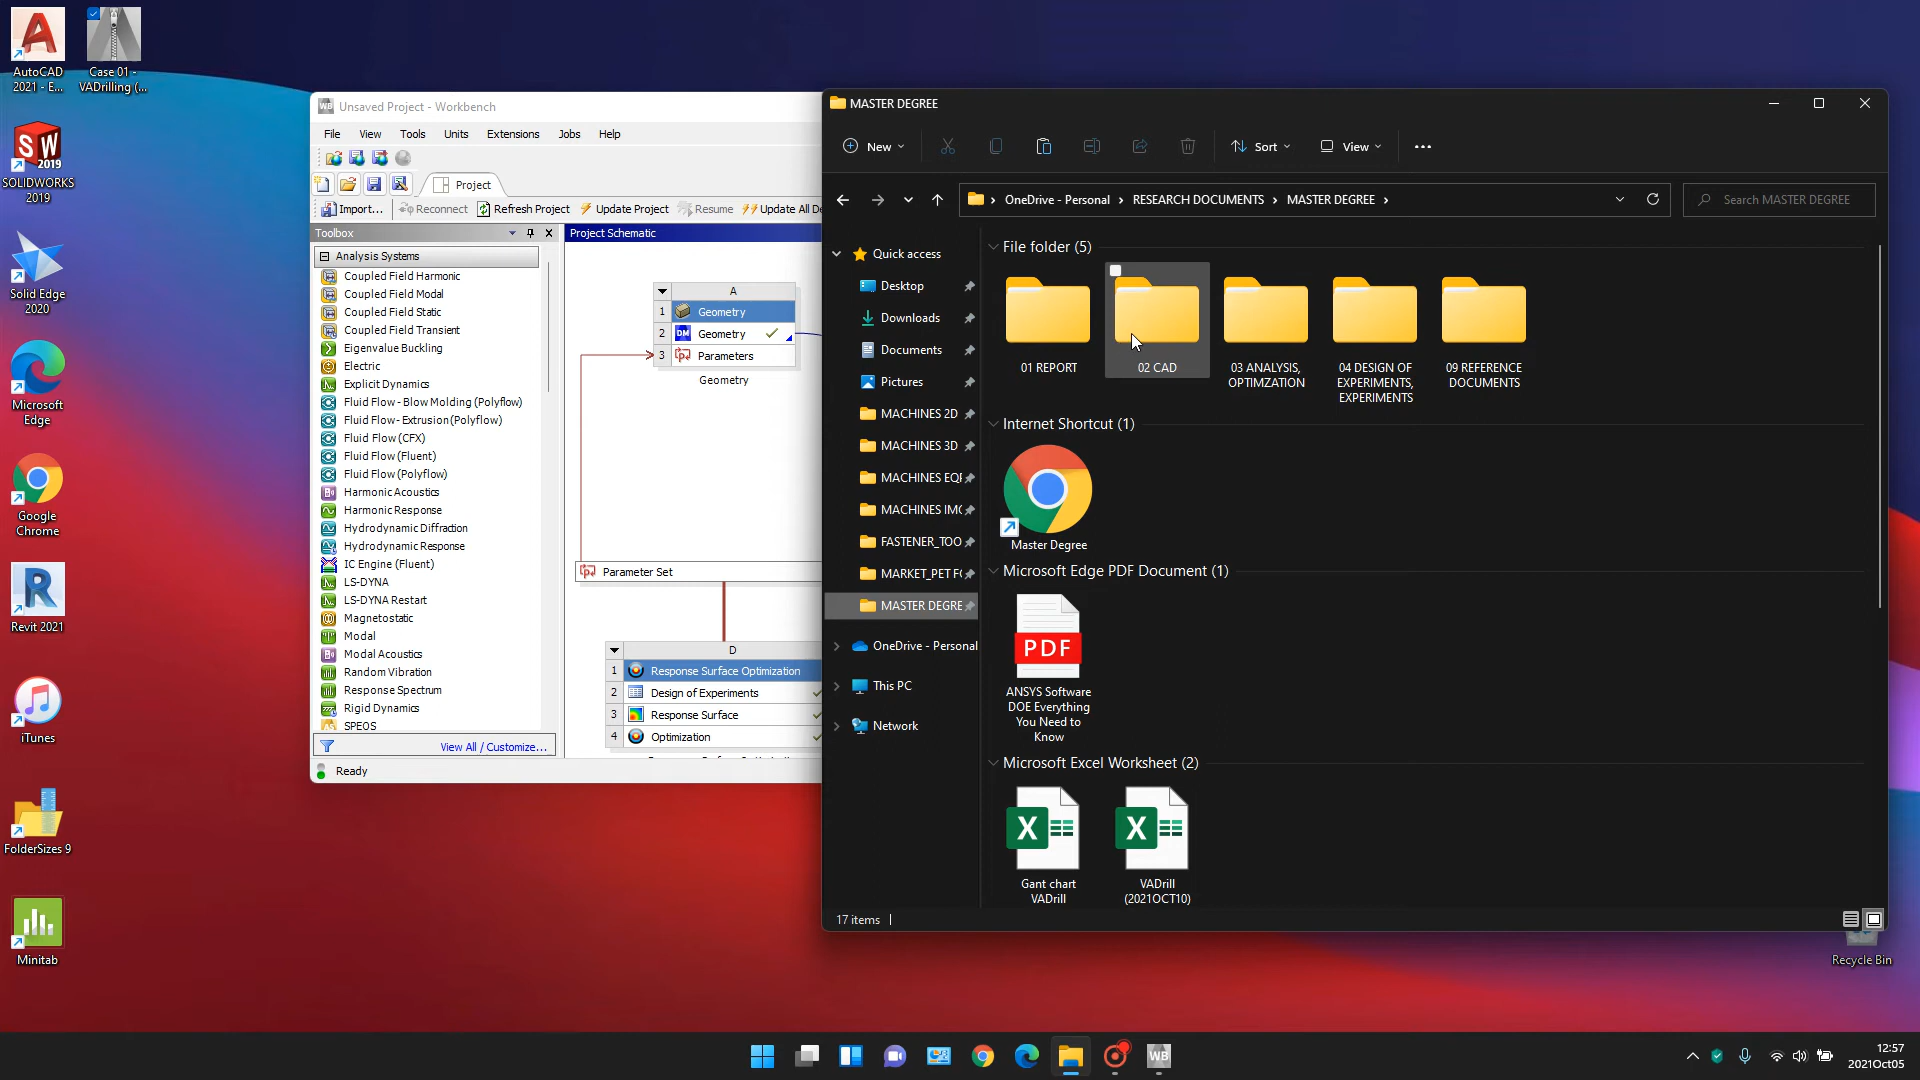 AutoCAD
2021 - E...
Case 01 -
VADrilling (...
SW
2019
SOLIDWORKS
2019
Solid Edge
2020
Microsoft
Edge
Google
Chrome
R
Revit 2021
iTunes
FolderSizes 9
Minitab
WB Unsaved Project - Workbench
File View Tools Units Extensions Jobs Help
Project
Import... Reconnect Refresh Project Update Project Resume Update All De
Toolbox
Analysis Systems
Coupled Field Harmonic
Coupled Field Modal
Coupled Field Static
Coupled Field Transient
Eigenvalue Buckling
Electric
Explicit Dynamics
Fluid Flow - Blow Molding (Polyflow)
Fluid Flow - Extrusion (Polyflow)
Fluid Flow (CFX)
Fluid Flow (Fluent)
Fluid Flow (Polyflow)
Harmonic Acoustics
Harmonic Response
Hydrodynamic Diffraction
Hydrodynamic Response
IC Engine (Fluent)
LS-DYNA
LS-DYNA Restart
Magnetostatic
Modal
Modal Acoustics
Random Vibration
Response Spectrum
Rigid Dynamics
SPEOS
View All / Customize...
Ready
Project Schematic
A
1 Geometry
2 DM Geometry
3 Parameters
Geometry
Parameter Set
D
1 Response Surface Optimization
2 Design of Experiments
3 Response Surface
4 Optimization
MASTER DEGREE
New Sort View
OneDrive - Personal RESEARCH DOCUMENTS MASTER DEGREE
Search MASTER DEGREE
Quick access
Desktop
Downloads
Documents
Pictures
MACHINES 2D
MACHINES 3D
MACHINES EQI
MACHINES IMC
FASTENER_TOO
MARKET_PET F(
MASTER DEGRE
OneDrive - Personal
This PC
Network
File folder (5)
01 REPORT
02 CAD
03 ANALYSIS,
OPTIMZATION
04 DESIGN OF
EXPERIMENTS,
EXPERIMENTS
09 REFERENCE
DOCUMENTS
Internet Shortcut (1)
Master Degree
Microsoft Edge PDF Document (1)
PDF
ANSYS Software
DOE Everything
You Need to
Know
Microsoft Excel Worksheet (2)
X
Gant chart
VADrill
X
VADrill
(2021OCT10)
17 items
Recycle Bin
WB
12:57
2021Oct05